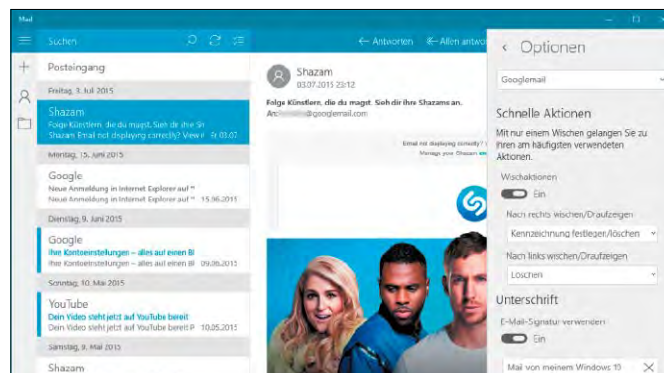 Mail
Suchen
Antworten
Allen antwo
Posteingang
Freitag, 3. Jul 2015
Shazam
Folge Künstlern, die du magst. Sieh dir ihre Sh
Shazam Email not displaying correctly? View it Fr 03.07
Montag, 15. Juni 2015
Google
Neue Anmeldung in Internet Explorer auf
Neue Anmeldung in Internet Explorer auf 15.06.2015
Dienstag, 9. Juni 2015
Google
Ihre Kontoeinstellungen – alles auf einen Bl
Ihre Kontoeinstellungen – alles auf einen Bl 09.06.2015
Sonntag, 10. Mai 2015
YouTube
Dein Video steht jetzt auf YouTube bereit
Dein Video steht jetzt auf YouTube bereit P 10.05.2015
Samstag, 9. Mai 2015
Shazam
Shazam
03.07.2015 23:12
Folge Künstlern, die du magst. Sieh dir ihre Shazams an.
An: @googlemail.com
Email not displaying correctly?
Manage your Shazam
Optionen
Googlemail
Schnelle Aktionen
Mit nur einem Wischen gelangen Sie zu
Ihren am häufigsten verwendeten
Aktionen.
Wischaktionen
Ein
Nach rechts wischen/Draufzeigen
Kennzeichnung festlegen/löschen
Nach links wischen/Draufzeigen
Löschen
Unterschrift
E-Mail-Signatur verwenden
Ein
Mail von meinem Windows 10